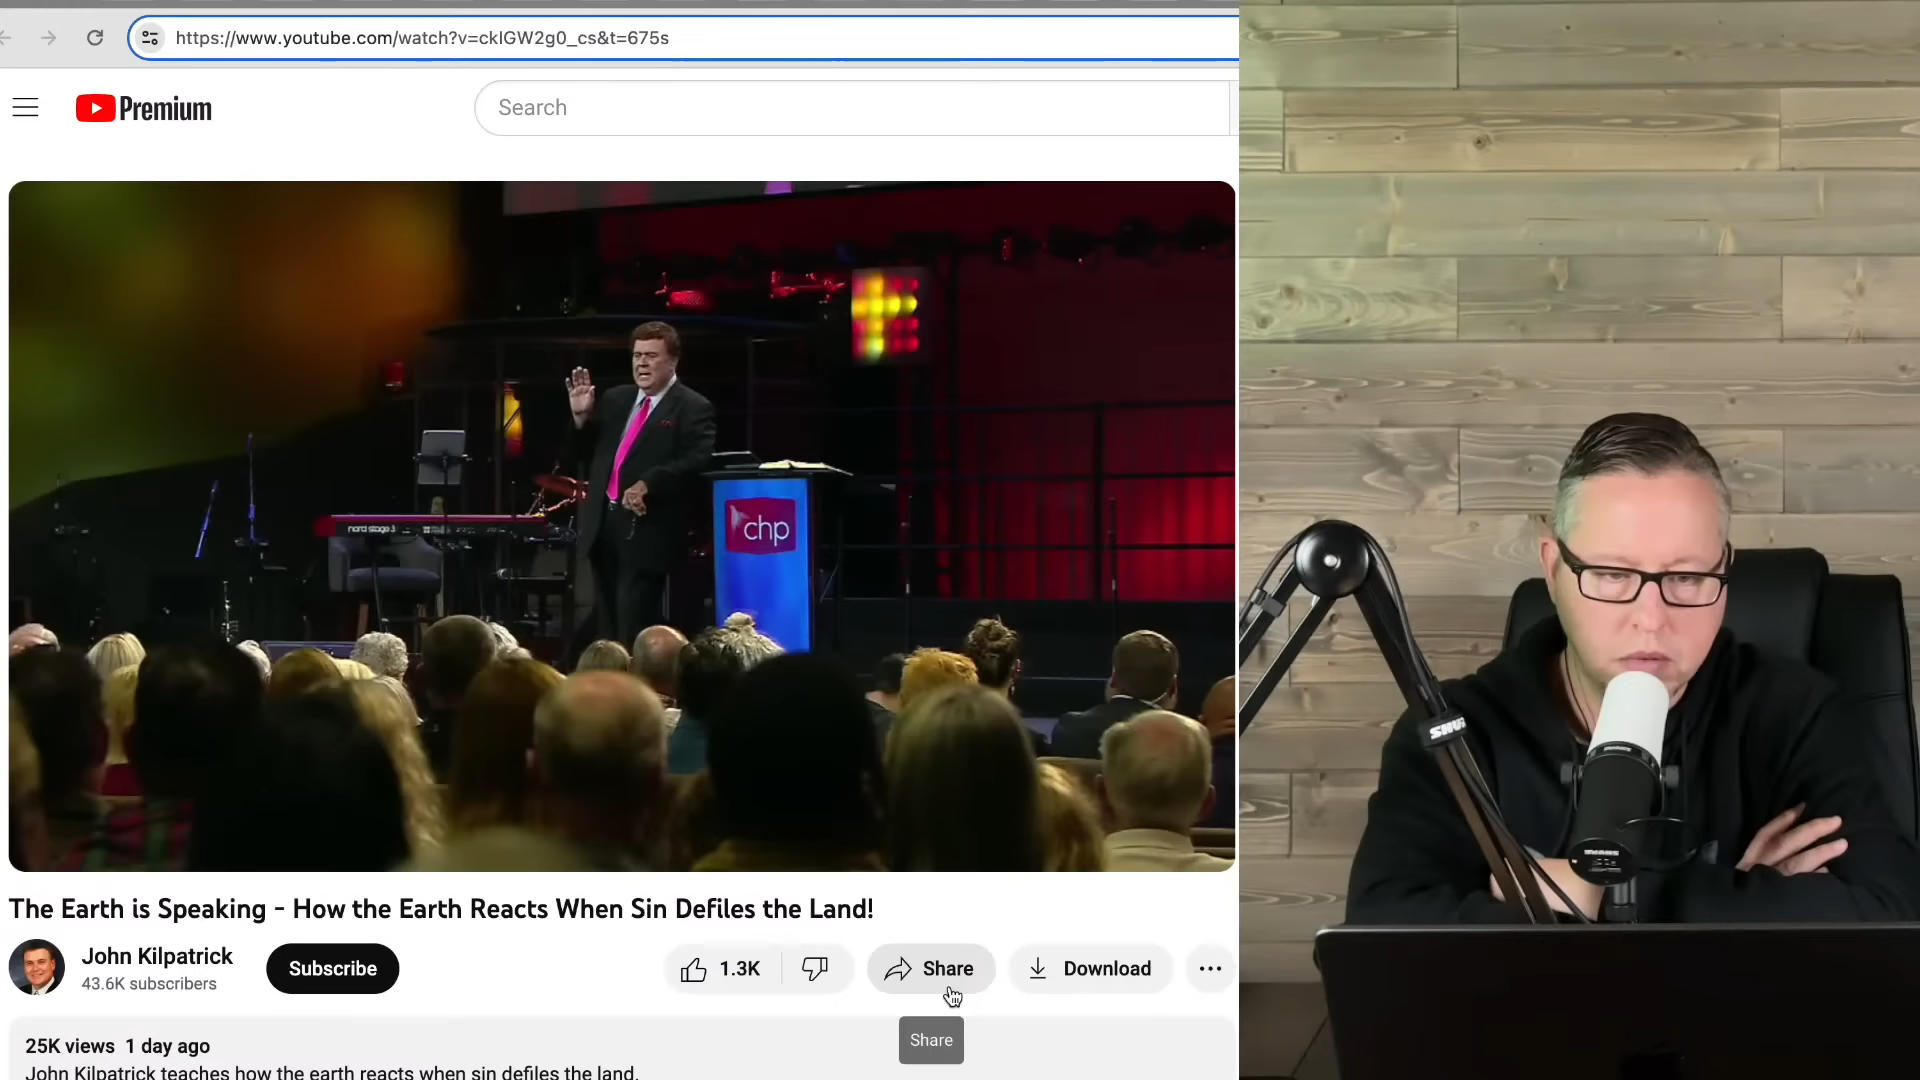 https://www.youtube.com/watch?v=cklGW2g0_cs&t=675s
Premium
Search
nord stage 3
chp
SHURE
The Earth is Speaking - How the Earth Reacts When Sin Defiles the Land!
John Kilpatrick
43.6K subscribers
Subscribe
1.3K
Share
Download
Share
25K views 1 day ago
John Kilpatrick teaches how the earth reacts when sin defiles the land.